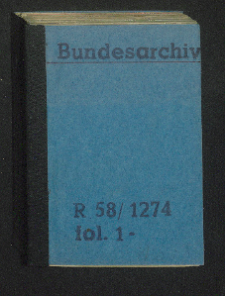 Bundesarchiv
R 58/1274
fol. 1-